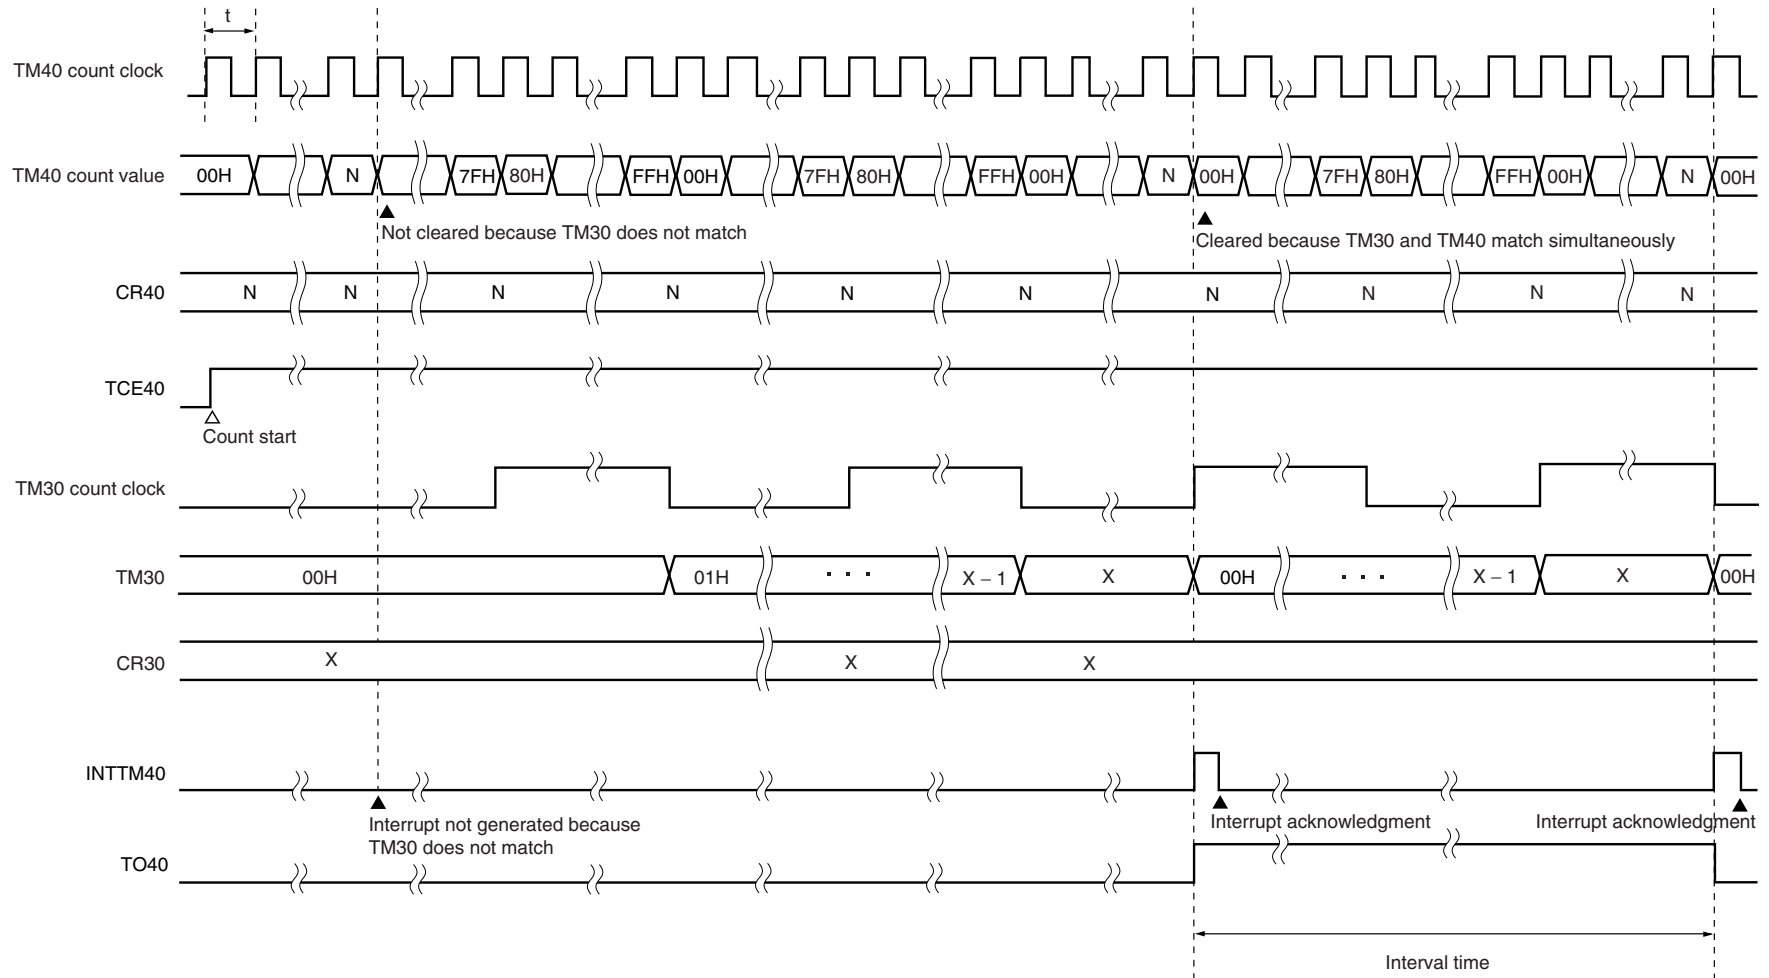 t
TM40 count clock
TM40 count value 00H N 7FH 80H FFH 00H 7FH 80H FFH 00H N 00H 7FH 80H FFH 00H N 00H
Not cleared because TM30 does not match
Cleared because TM30 and TM40 match simultaneously
CR40 N N N N N N N N N N
TCE40
Count start
TM30 count clock
TM30 00H 01H · · · X – 1 X 00H · · · X – 1 X 00H
CR30 X X X
INTTM40
Interrupt not generated because
TM30 does not match
Interrupt acknowledgment Interrupt acknowledgment
TO40
Interval time